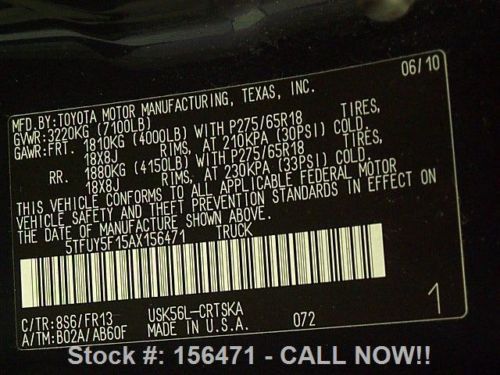 06/10
MFD.BY:TOYOTA MOTOR MANUFACTURING, TEXAS, INC.
GVWR:3220KG (7100LB)
GAWR:FRT. 1810KG (4000LB) WITH P275/65R18 TIRES,
18X8J RIMS, AT 210KPA (30PSI) COLD.
RR. 1880KG (4150LB) WITH P275/65R18 TIRES,
18X8J RIMS, AT 230KPA (33PSI) COLD.
THIS VEHICLE CONFORMS TO ALL APPLICABLE FEDERAL MOTOR
VEHICLE SAFETY AND THEFT PREVENTION STANDARDS IN EFFECT ON
THE DATE OF MANUFACTURE SHOWN ABOVE.
5TFUY5F15AX156471 TRUCK
C/TR:8S6/FR13 USK56L-CRTSKA
A/TM:B02A/AB60F MADE IN U.S.A. 072
1
Stock #: 156471 - CALL NOW!!